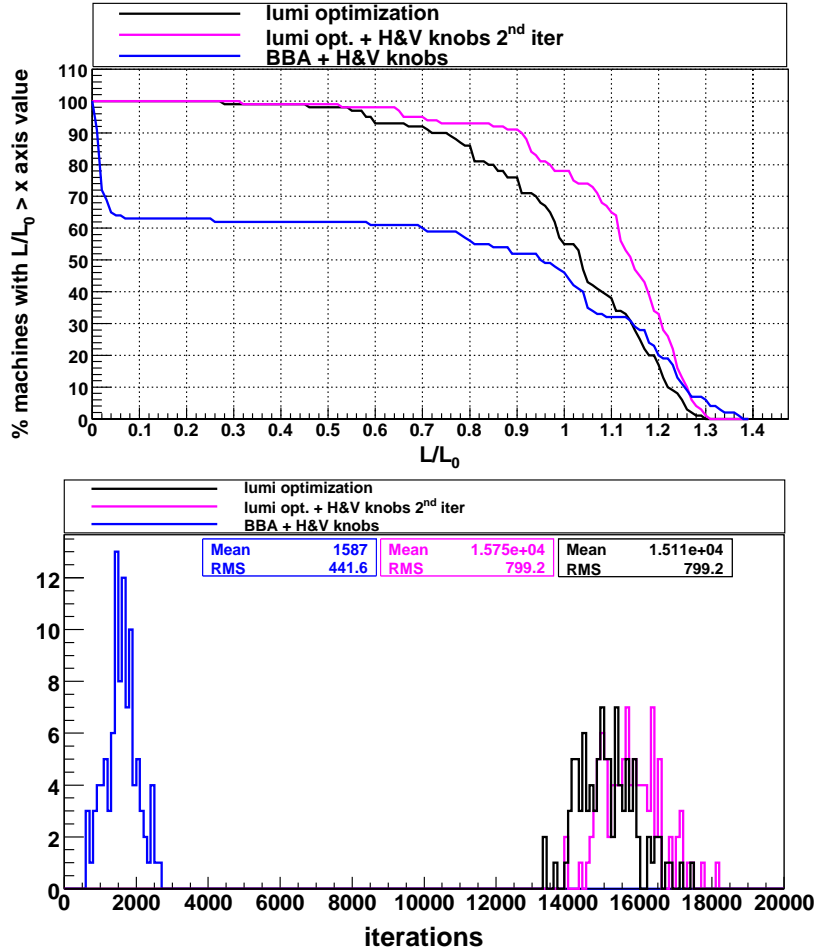 lumi optimization
lumi opt. + H&V knobs 2nd iter
BBA + H&V knobs
% machines with L/L0 > x axis value
110
100
90
80
70
60
50
40
30
20
10
0
0 0.1 0.2 0.3 0.4 0.5 0.6 0.7 0.8 0.9 1 1.1 1.2 1.3 1.4
L/L0
lumi optimization
lumi opt. + H&V knobs 2nd iter
BBA + H&V knobs
Mean 1587
RMS 441.6
Mean 1.575e+04
RMS 799.2
Mean 1.511e+04
RMS 799.2
12
10
8
6
4
2
0
0 2000 4000 6000 8000 10000 12000 14000 16000 18000 20000
iterations